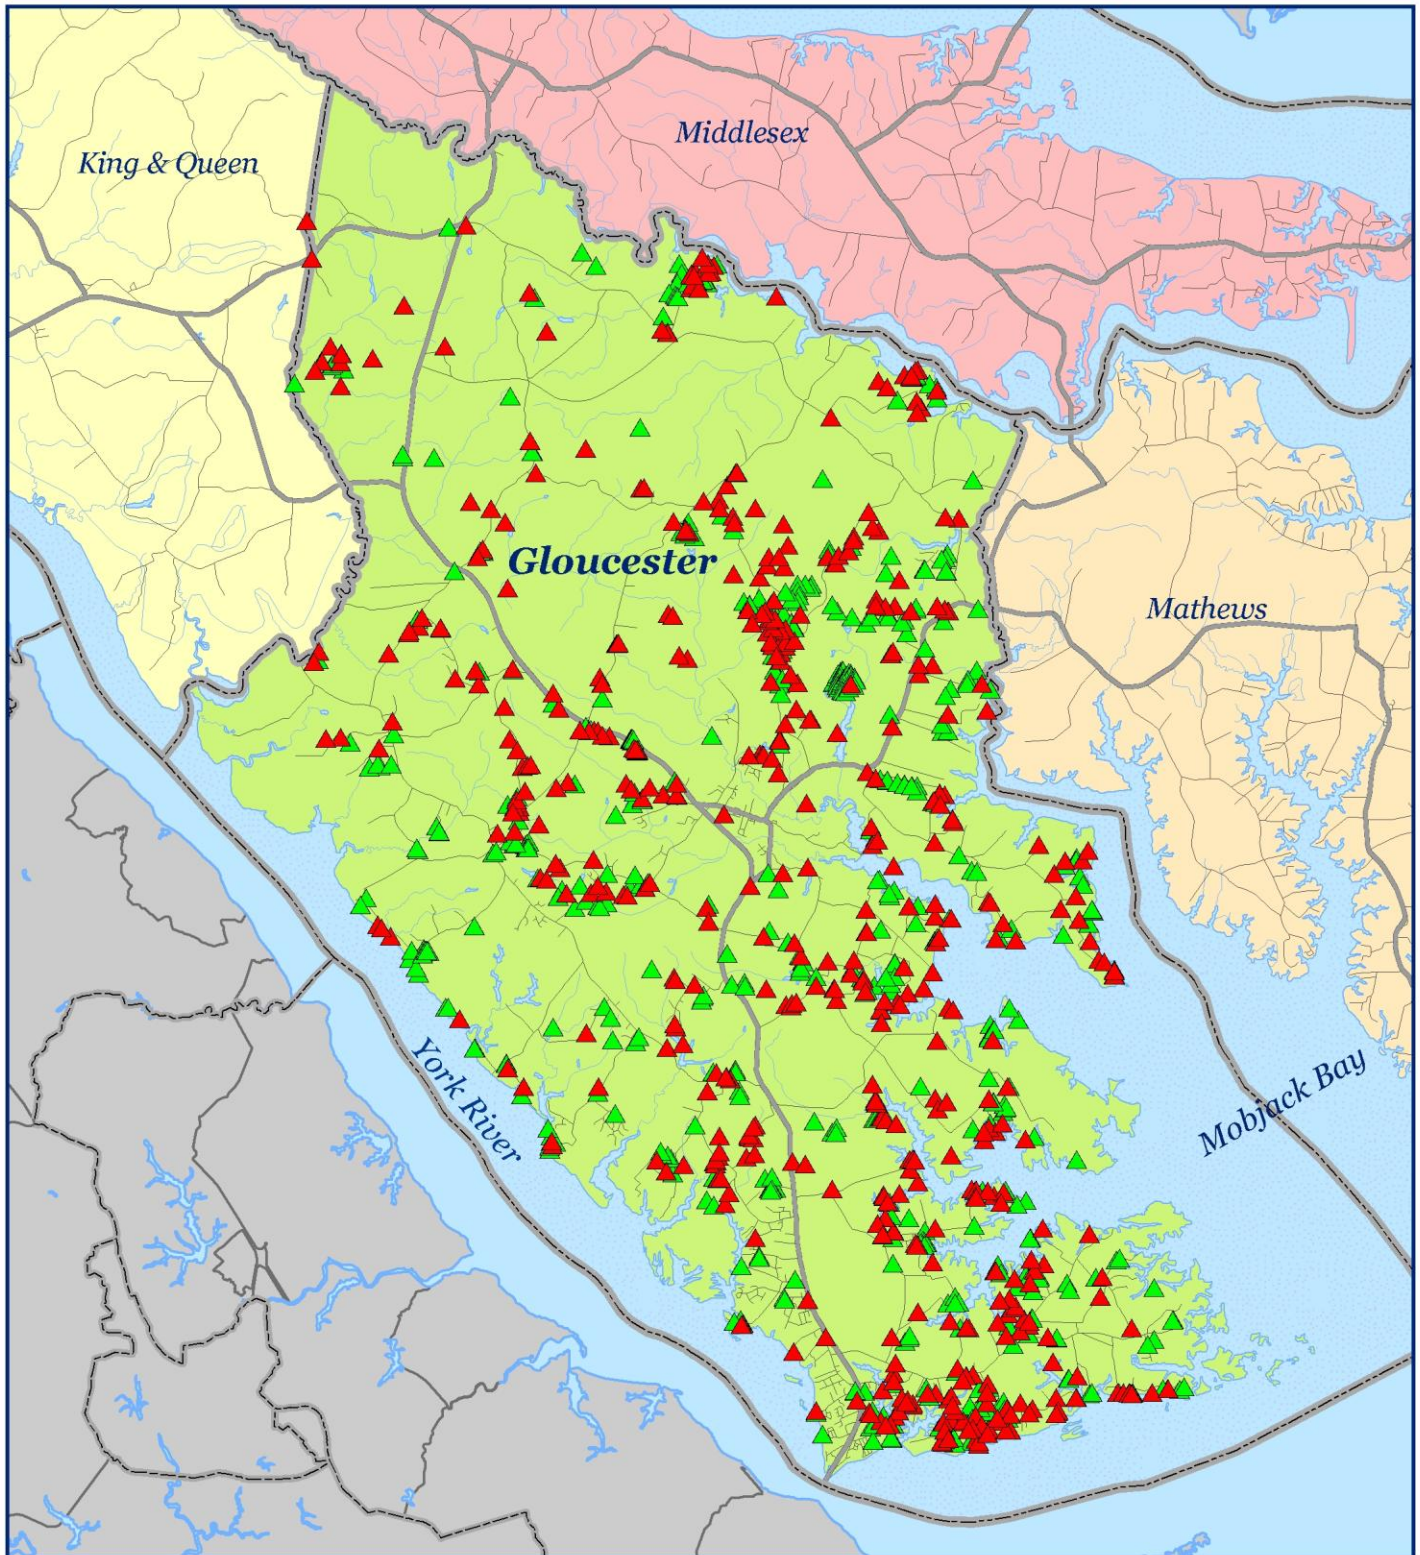 Middlesex
King & Queen
Gloucester
Mathews
York River
Mobjack Bay